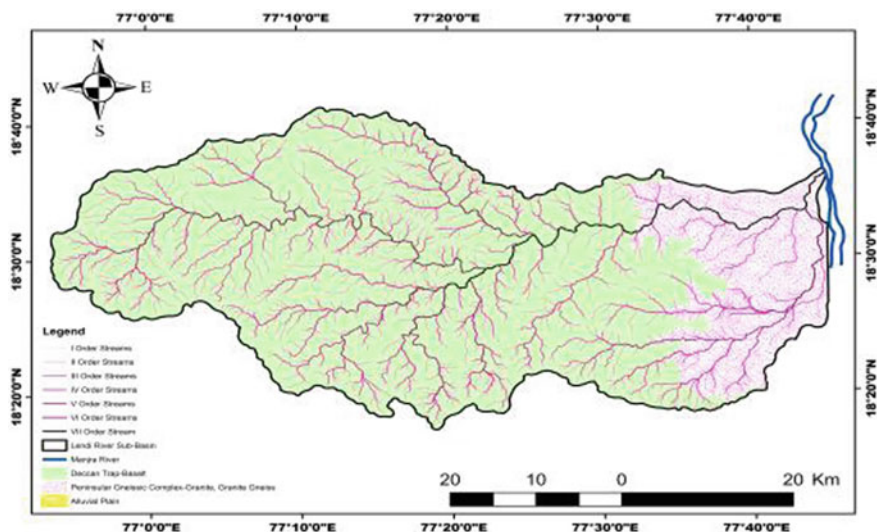 77°0'0"E 77°10'0"E 77°20'0"E 77°30'0"E 77°40'0"E
N
W E
S
18°40'0"N 18°40'0"N
18°30'0"N 18°30'0"N
18°20'0"N 18°20'0"N
Legend
I Order Streams
II Order Streams
III Order Streams
IV Order Streams
V Order Streams
VI Order Streams
VII Order Stream
Lendi River Sub-Basin
Manjra River
Deccan Trap-Basalt
Peninsular Gneissic Complex-Granite, Granite Gneiss
Alluvial Plain
20 10 0 20 Km
77°0'0"E 77°10'0"E 77°20'0"E 77°30'0"E 77°40'0"E